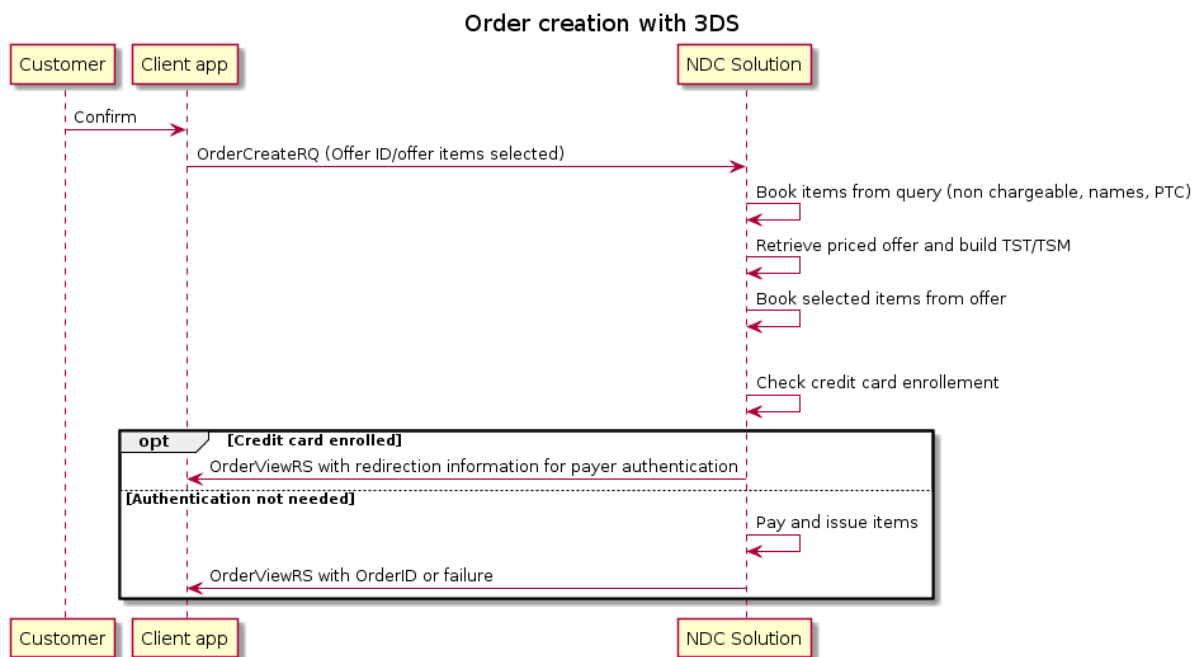 Order creation with 3DS
Customer
Client app
NDC Solution
Confirm
OrderCreateRQ (Offer ID/offer items selected)
Book items from query (non chargeable, names, PTC)
Retrieve priced offer and build TST/TSM
Book selected items from offer
Check credit card enrollement
opt
[Credit card enrolled]
OrderViewRS with redirection information for payer authentication
[Authentication not needed]
Pay and issue items
OrderViewRS with OrderID or failure
Customer
Client app
NDC Solution